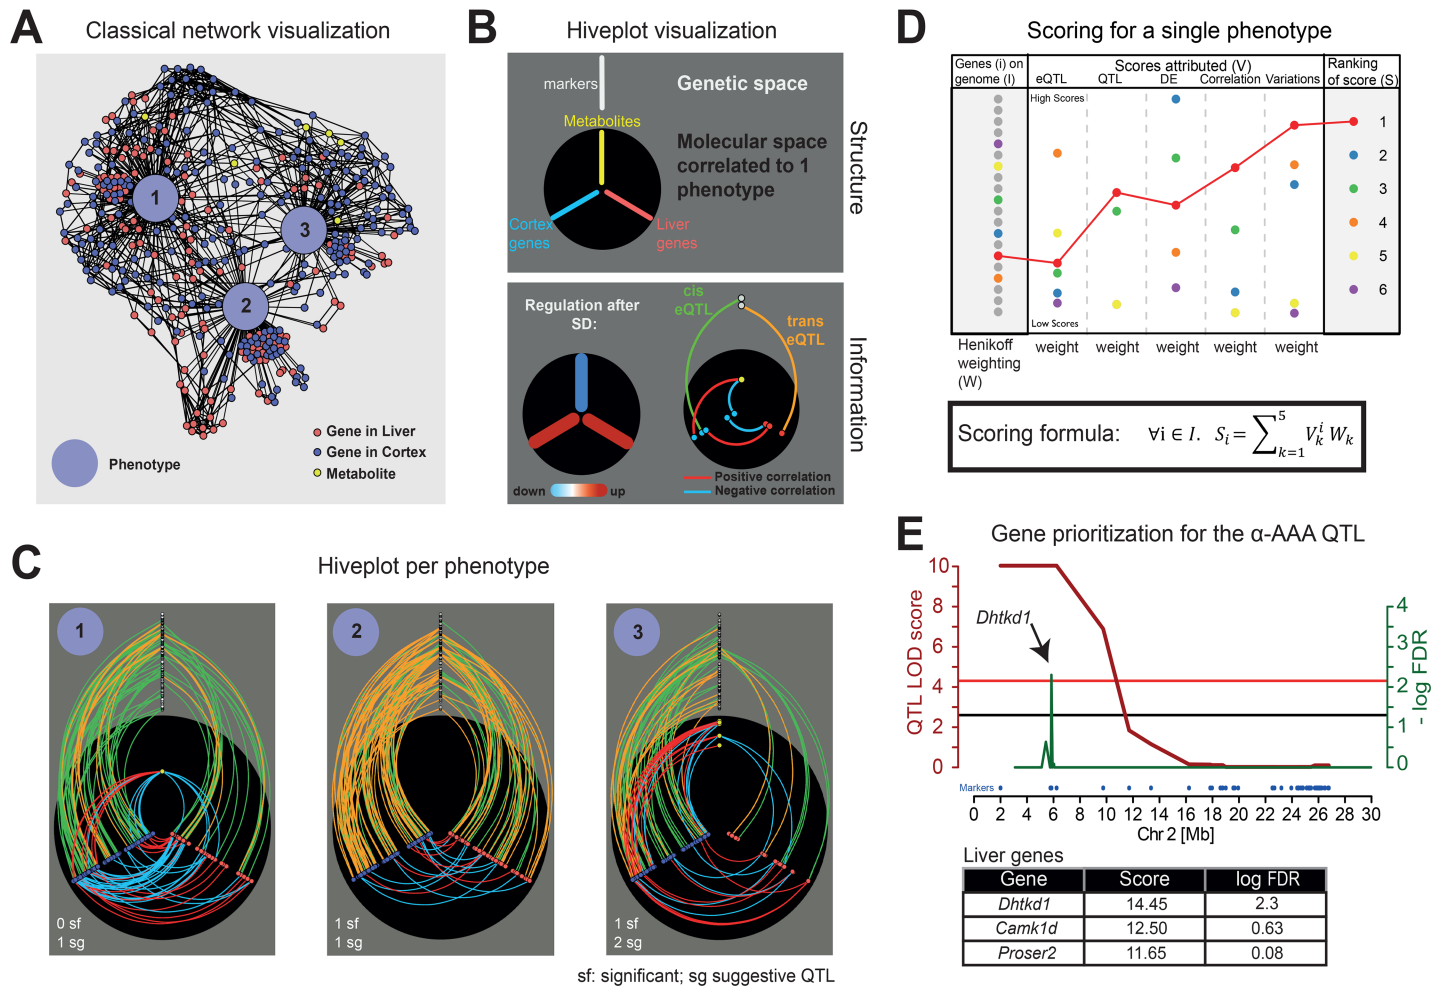 A
Classical network visualization
1
3
2
Gene in Liver
Gene in Cortex
Metabolite
Phenotype
B
Hiveplot visualization
markers
Genetic space
Metabolites
Molecular space
correlated to 1
phenotype
Cortex
genes
Liver
genes
Structure
Regulation after
SD:
cis
eQTL
trans
eQTL
down
up
Positive correlation
Negative correlation
Information
C
Hiveplot per phenotype
1
0 sf
1 sg
2
1 sf
1 sg
3
1 sf
2 sg
sf: significant; sg suggestive QTL
D
Scoring for a single phenotype
Genes (i) on
genome (I)
Scores attributed (V)
eQTL
QTL
DE
Correlation
Variations
Ranking
of score (S)
High Scores
Low Scores
1
2
3
4
5
6
Henikoff
weighting
(W)
weight
weight
weight
weight
weight
Scoring formula: ∀i ∈ I. S_i = ∑_{k=1}^{5} V_k^i W_k
E
Gene prioritization for the α-AAA QTL
QTL LOD score
10
8
6
4
2
0
Dhtkd1
4
3
2
1
0
- log FDR
Markers
0 2 4 6 8 10 12 14 16 18 20 22 24 26 28 30
Chr 2 [Mb]
Liver genes
Gene Score log FDR
Dhtkd1 14.45 2.3
Camk1d 12.50 0.63
Proser2 11.65 0.08